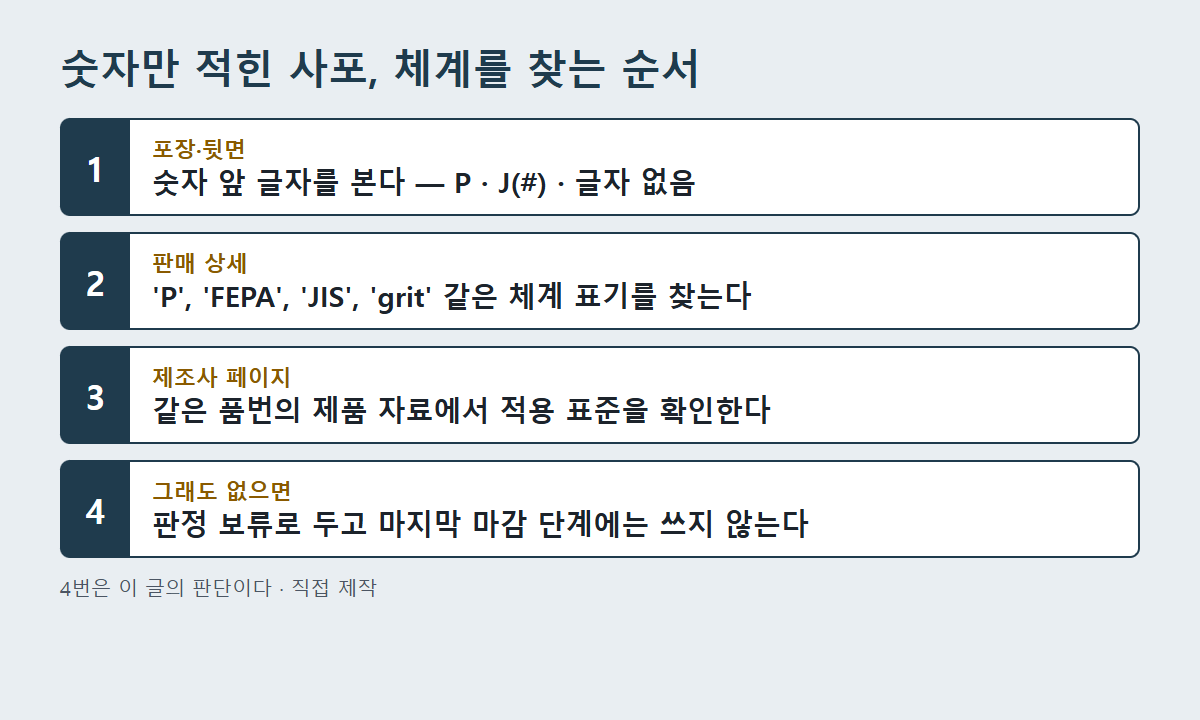 숫자만 적힌 사포, 체계를 찾는 순서
1
포장·뒷면
숫자 앞 글자를 본다 — P · J(#) · 글자 없음
2
판매 상세
'P', 'FEPA', 'JIS', 'grit' 같은 체계 표기를 찾는다
3
제조사 페이지
같은 품번의 제품 자료에서 적용 표준을 확인한다
4
그래도 없으면
판정 보류로 두고 마지막 마감 단계에는 쓰지 않는다
4번은 이 글의 판단이다 · 직접 제작